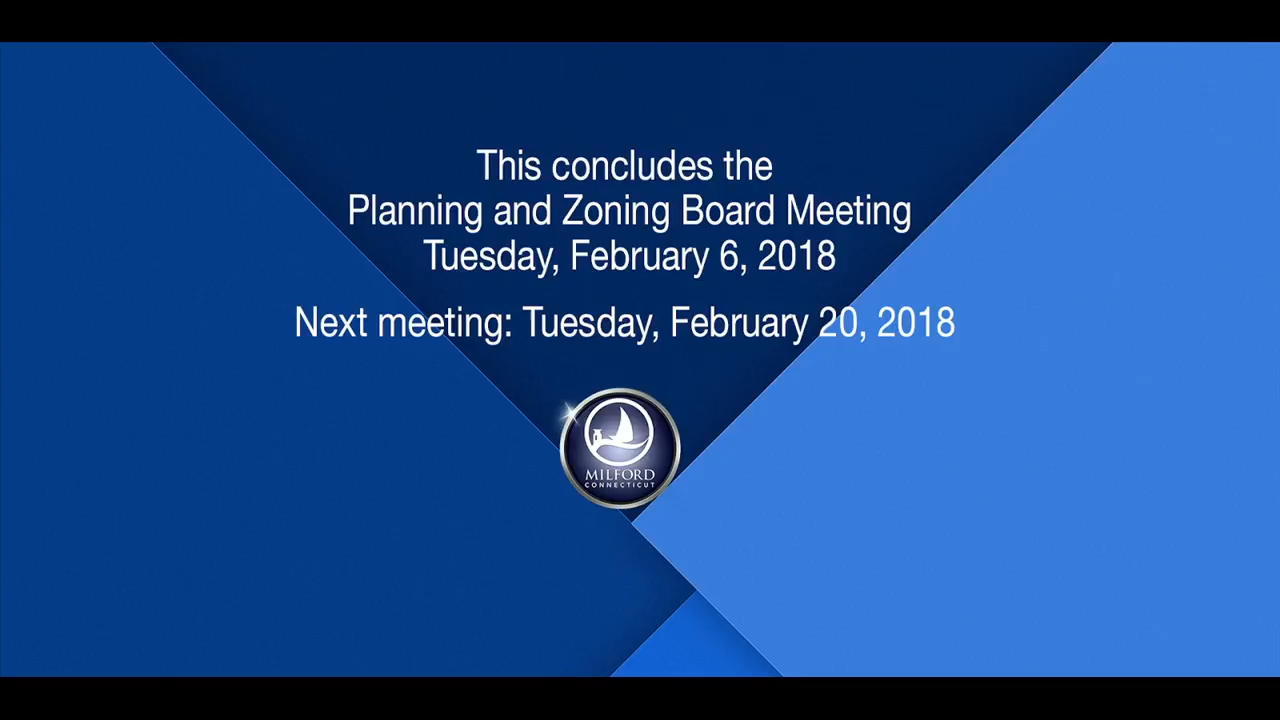 This concludes the
Planning and Zoning Board Meeting
Tuesday, February 6, 2018
Next meeting: Tuesday, February 20, 2018
MILFORD
CONNECTICUT